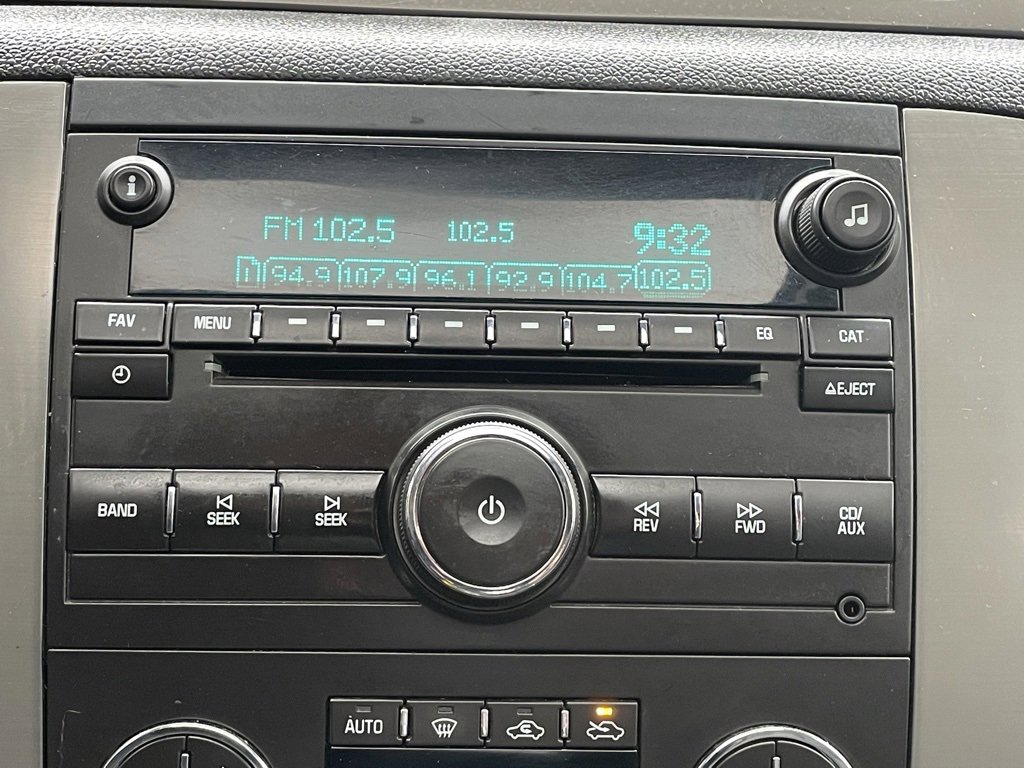 i
FM 102.5 102.5 9:32
1 94.9 107.9 96.1 92.9 104.7 102.5
FAV MENU EQ CAT
EJECT
BAND SEEK SEEK REV FWD CD/
AUX
AUTO